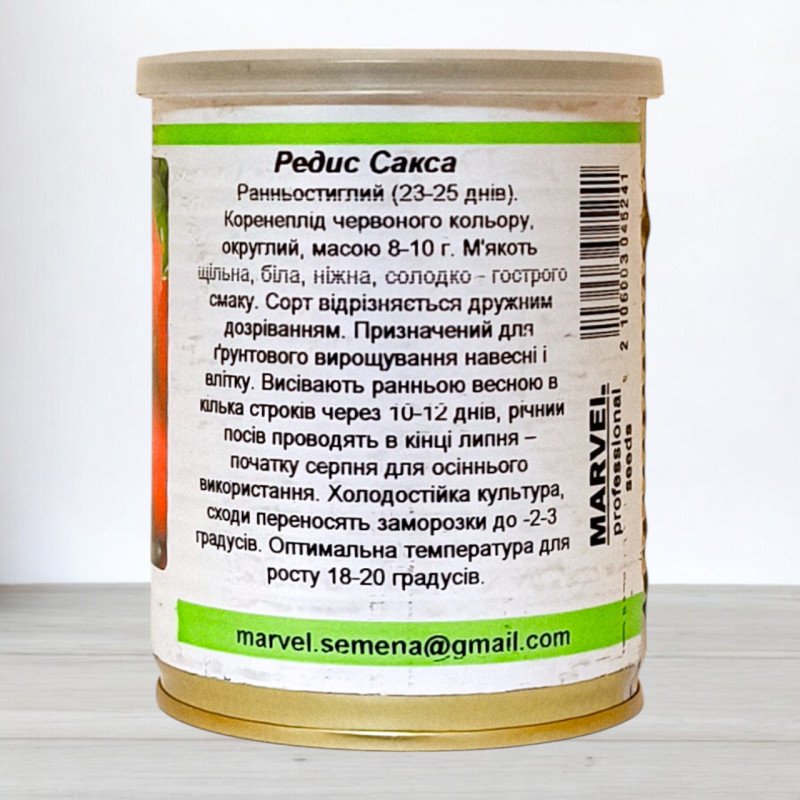 Редис Сакса
Ранньостиглий (23-25 днів).
Коренеплід червоного кольору,
округлий, масою 8-10 г. М'якоть
щільна, біла, ніжна, солодко - гострого
смаку. Сорт відрізняється дружним
дозріванням. Призначений для
ґрунтового вирощування навесні і
влітку. Висівають ранньою весною в
кілька строків через 10-12 днів, річний
посів проводять в кінці липня –
початку серпня для осіннього
використання. Холодостійка культура,
сходи переносять заморозки до -2-3
градусів. Оптимальна температура для
росту 18-20 градусів.
marvel.semena@gmail.com
2 106003 045241
MARVEL
professional
seeds